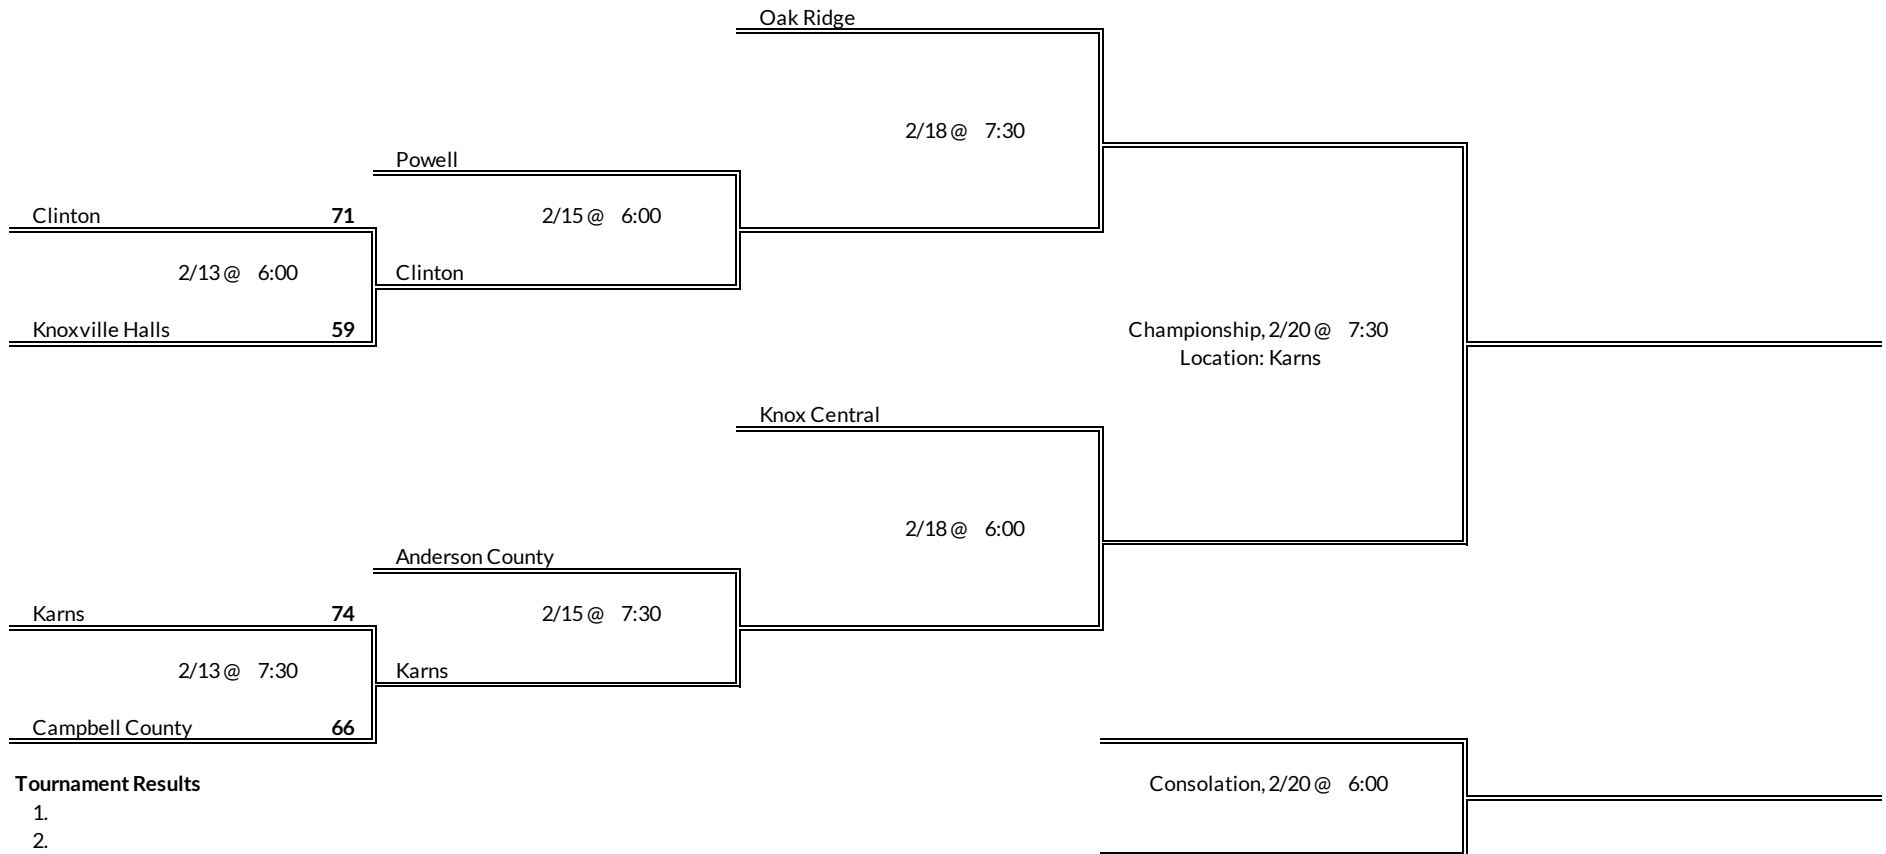 Oak Ridge
2/18 @ 7:30
Powell
Clinton 71
2/15 @ 6:00
2/13 @ 6:00
Clinton
Knoxville Halls 59
Championship, 2/20 @ 7:30
Location: Karns
Knox Central
2/18 @ 6:00
Anderson County
Karns 74
2/15 @ 7:30
2/13 @ 7:30
Karns
Campbell County 66
Tournament Results
Consolation, 2/20 @ 6:00
1.
2.